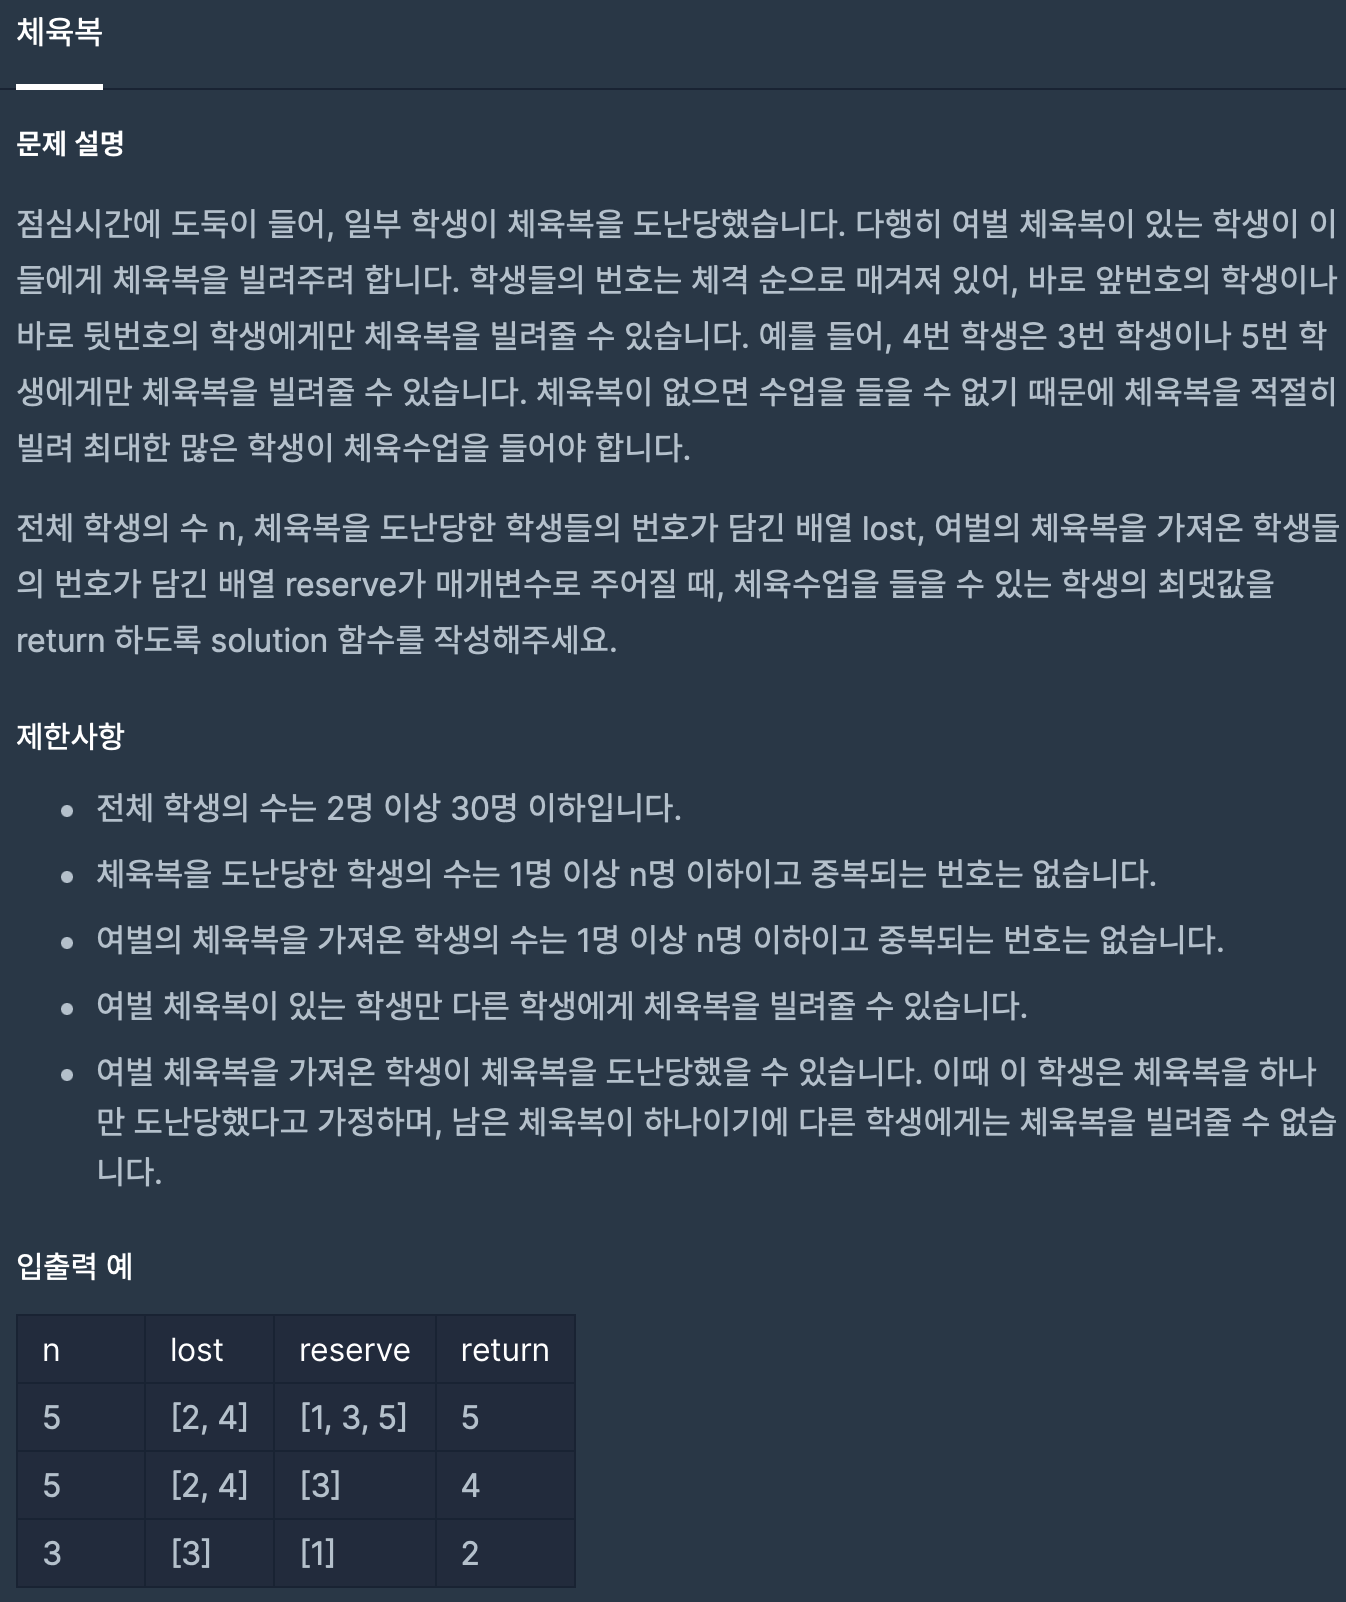 체육복
문제 설명
점심시간에 도둑이 들어, 일부 학생이 체육복을 도난당했습니다. 다행히 여벌 체육복이 있는 학생이 이
들에게 체육복을 빌려주려 합니다. 학생들의 번호는 체격 순으로 매겨져 있어, 바로 앞번호의 학생이나
바로 뒷번호의 학생에게만 체육복을 빌려줄 수 있습니다. 예를 들어, 4번 학생은 3번 학생이나 5번 학
생에게만 체육복을 빌려줄 수 있습니다. 체육복이 없으면 수업을 들을 수 없기 때문에 체육복을 적절히
빌려 최대한 많은 학생이 체육수업을 들어야 합니다.
전체 학생의 수 n, 체육복을 도난당한 학생들의 번호가 담긴 배열 lost, 여벌의 체육복을 가져온 학생들
의 번호가 담긴 배열 reserve가 매개변수로 주어질 때, 체육수업을 들을 수 있는 학생의 최댓값을
return 하도록 solution 함수를 작성해주세요.
제한사항
전체 학생의 수는 2명 이상 30명 이하입니다.
체육복을 도난당한 학생의 수는 1명 이상 n명 이하이고 중복되는 번호는 없습니다.
여벌의 체육복을 가져온 학생의 수는 1명 이상 n명 이하이고 중복되는 번호는 없습니다.
여벌 체육복이 있는 학생만 다른 학생에게 체육복을 빌려줄 수 있습니다.
여벌 체육복을 가져온 학생이 체육복을 도난당했을 수 있습니다. 이때 이 학생은 체육복을 하나
만 도난당했다고 가정하며, 남은 체육복이 하나이기에 다른 학생에게는 체육복을 빌려줄 수 없습
니다.
입출력 예
n lost reserve return
5 [2, 4] [1, 3, 5] 5
5 [2, 4] [3] 4
3 [3] [1] 2